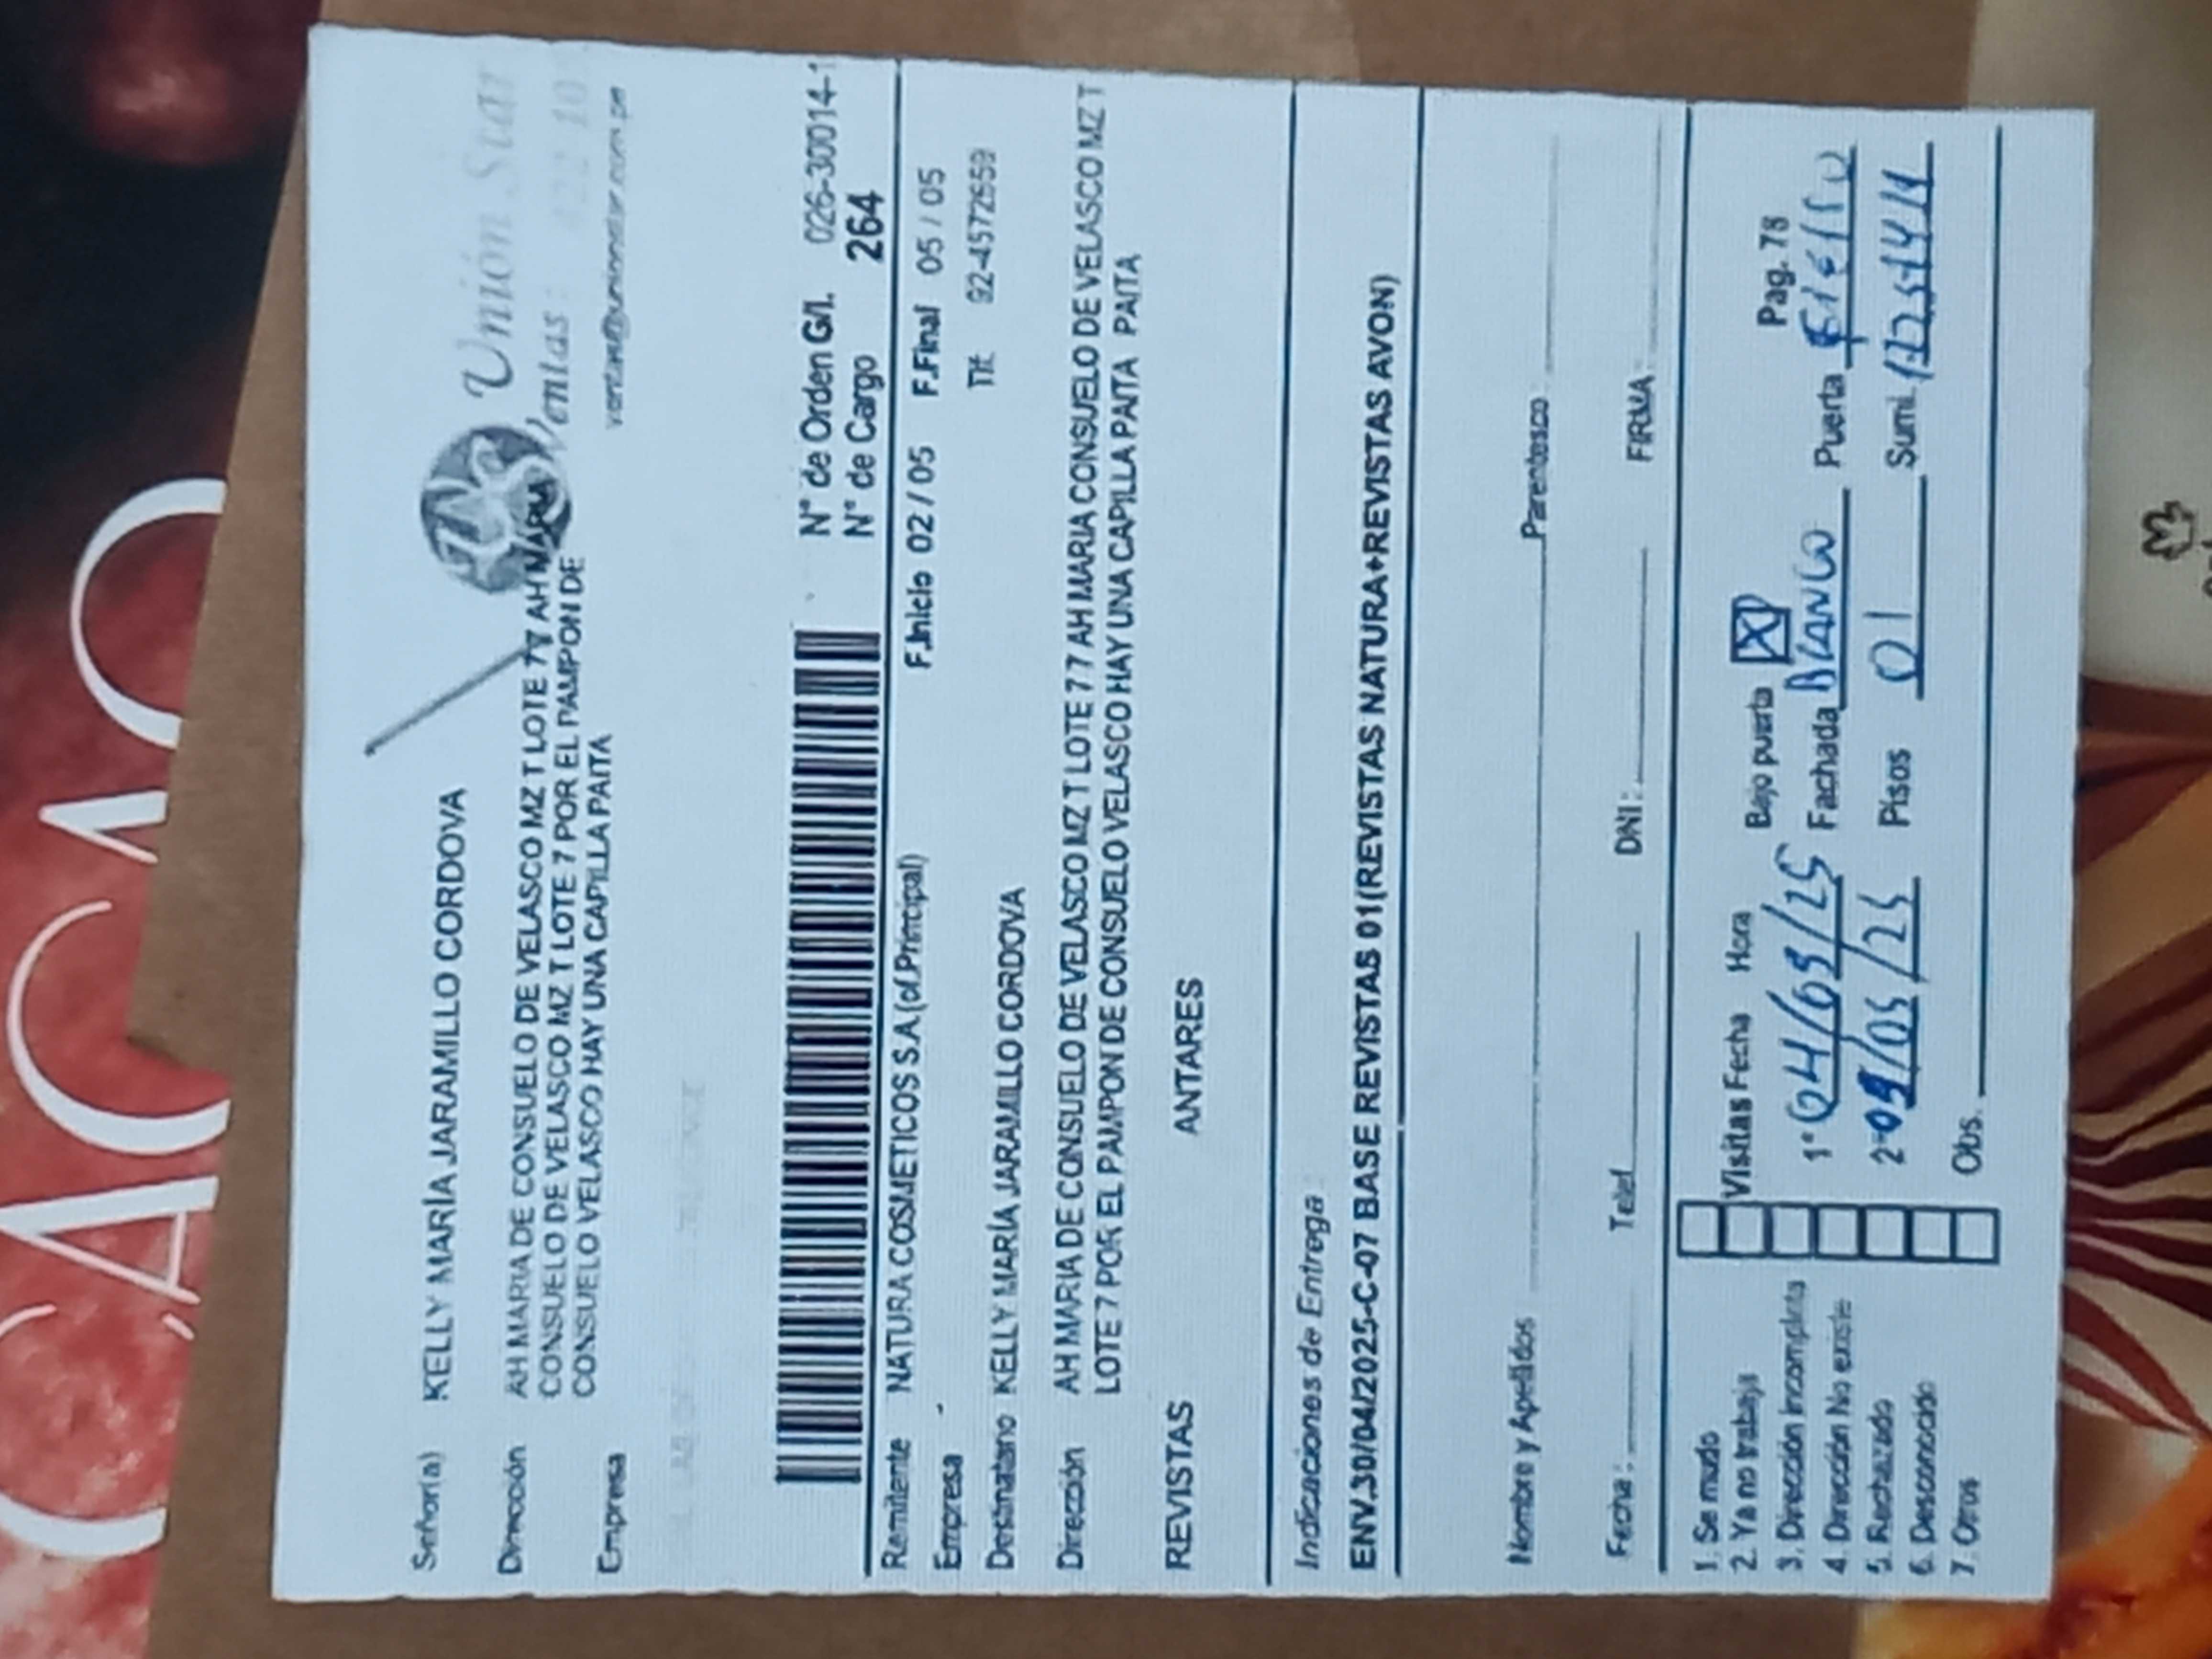 Unión Star
Ventas: 422 10
ventas@unionstar.com.pe
Señor(a) KELLY MARÍA JARAMILLO CORDOVA
Dirección AH MARIA DE CONSUELO DE VELASCO MZ T LOTE 7 7 AH MARIA
CONSUELO DE VELASCO MZ T LOTE 7 POR EL PAMPON DE
CONSUELO VELASCO HAY UNA CAPILLA PAITA
Empresa
N° de Orden G/I. 026-30014-1
N° de Cargo 264
Remitente NATURA COSMETICOS S.A.(of.Principal) F.Inicio 02 / 05 F.Final 05 / 05
Empresa Tlf. 92-4572559
Destinatario KELLY MARÍA JARAMILLO CORDOVA
Dirección AH MARIA DE CONSUELO DE VELASCO MZ T LOTE 7 7 AH MARIA CONSUELO DE VELASCO MZ T
LOTE 7 POR EL PAMPON DE CONSUELO VELASCO HAY UNA CAPILLA PAITA PAITA
REVISTAS ANTARES
Indicaciones de Entrega :
ENV.30/04/2025-C-07 BASE REVISTAS 01(REVISTAS NATURA+REVISTAS AVON)
Nombre y Apellidos Parentesco :
Fecha : Telef. DNI : FIRMA :
1. Se mudo
2. Ya no trabaja
3. Dirección incompleta
4. Dirección No existe
5. Rechazado
6. Desconocido
7. Otros
Visitas Fecha Hora Bajo puerta X Pag. 78
1° 04/05/25 Fachada Blanco Puerta
2° 05/05/25 Pisos 01 Sumi.
Obs.